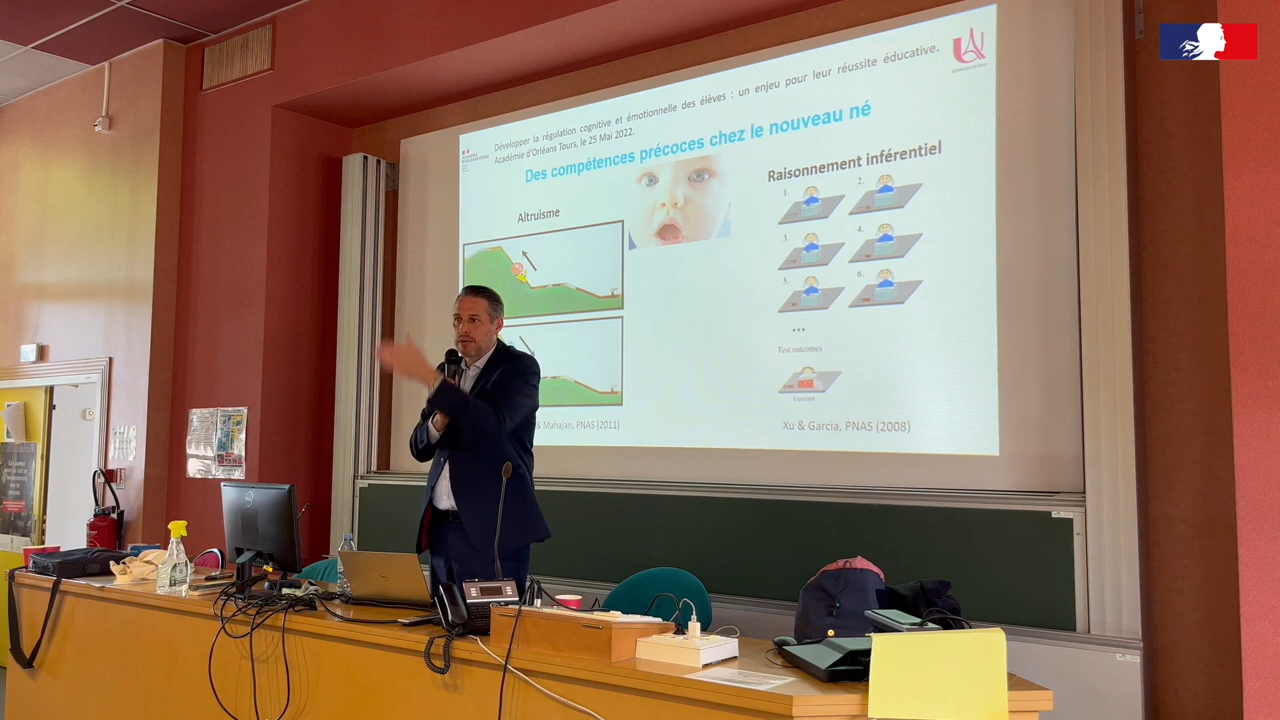 Développer la régulation cognitive et émotionnelle des élèves : un enjeu pour leur réussite éducative.
Académie d'Orléans Tours, le 25 Mai 2022.
Des compétences précoces chez le nouveau né
Altruisme
Raisonnement inférentiel
1.
2.
3.
4.
5.
6.
...
Test outcomes
& Mahajan, PNAS (2011)
Xu & Garcia, PNAS (2008)
DELL